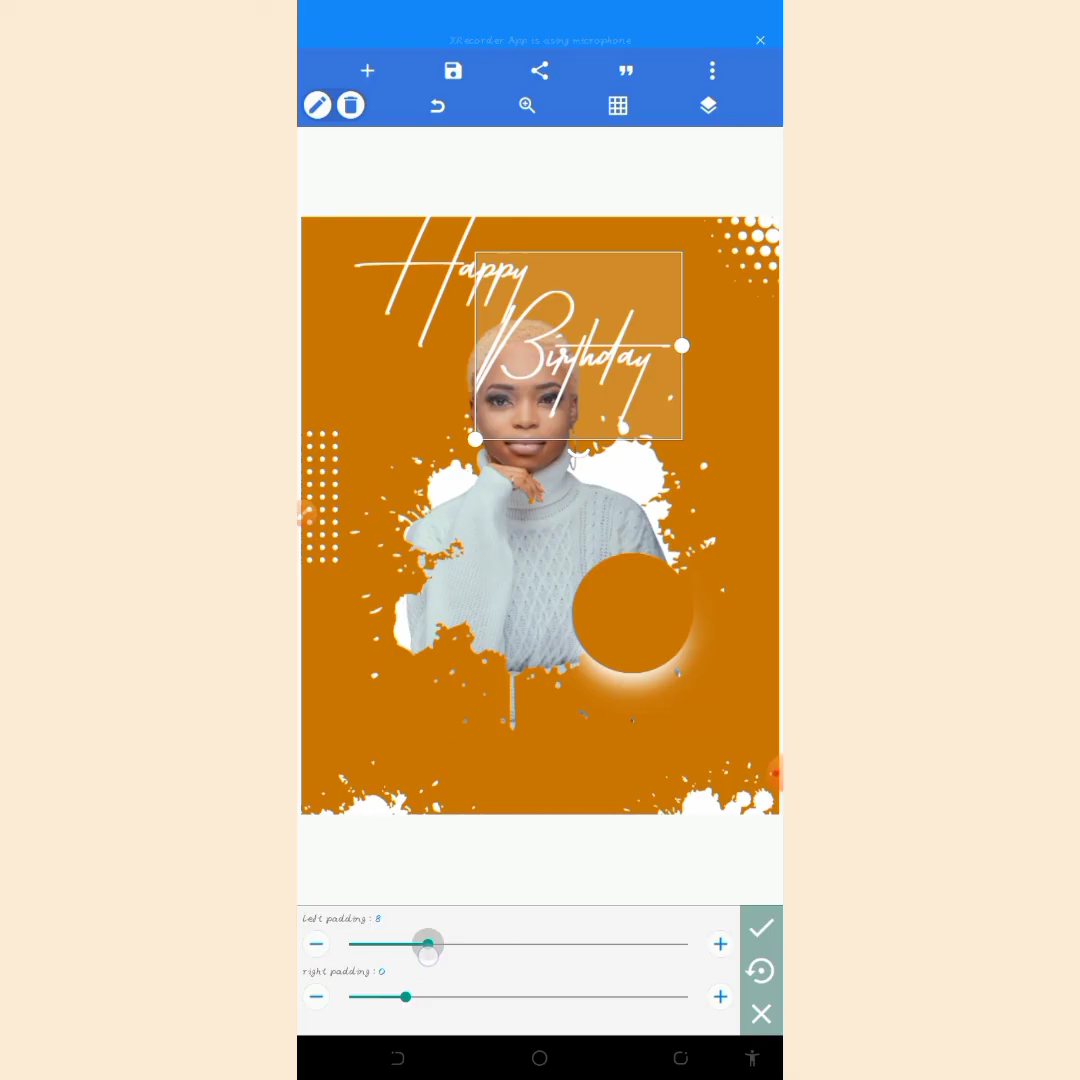 XRecorder App is using microphone
Happy
Birthday
Left padding : 8
right padding : 0